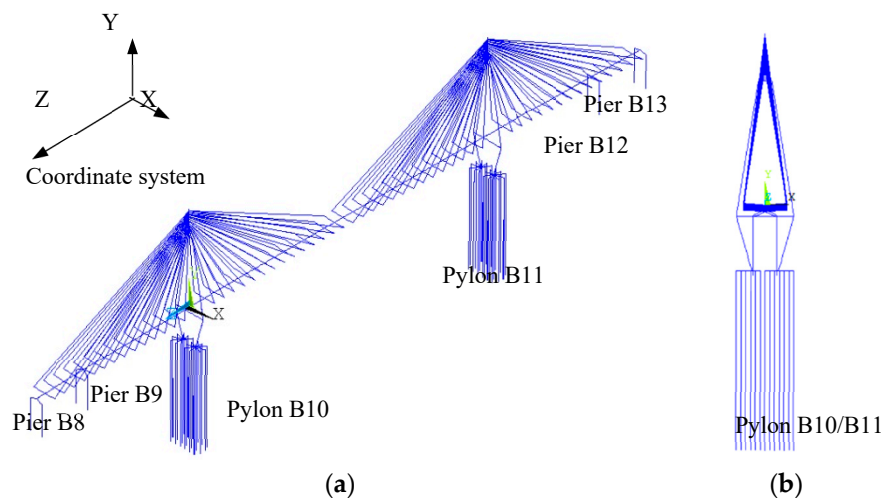 Y
Z
X
Coordinate system
Pier B13
Pier B12
Pylon B11
X
Pier B9
Pier B8
Pylon B10
(a)
Y
Z
X
Pylon B10/B11
(b)